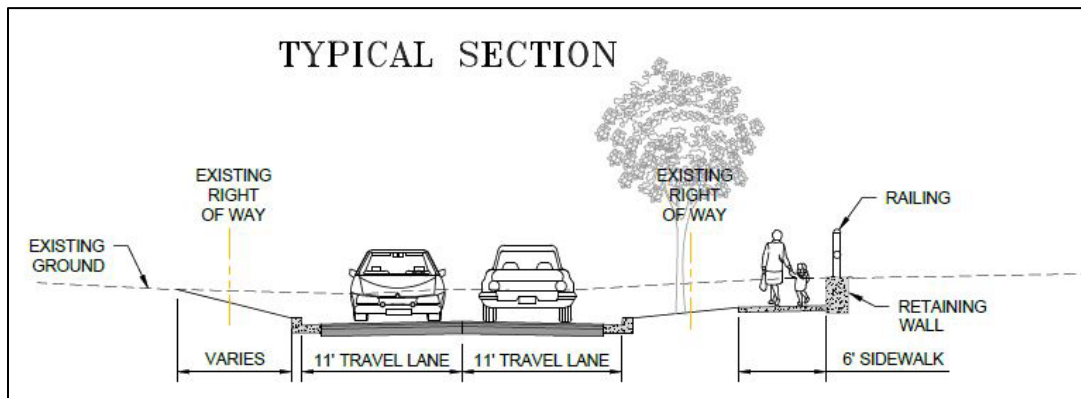 TYPICAL SECTION
EXISTING
RIGHT
OF WAY
EXISTING
RIGHT
OF WAY
RAILING
EXISTING
GROUND
RETAINING
WALL
VARIES
11' TRAVEL LANE
11' TRAVEL LANE
6' SIDEWALK